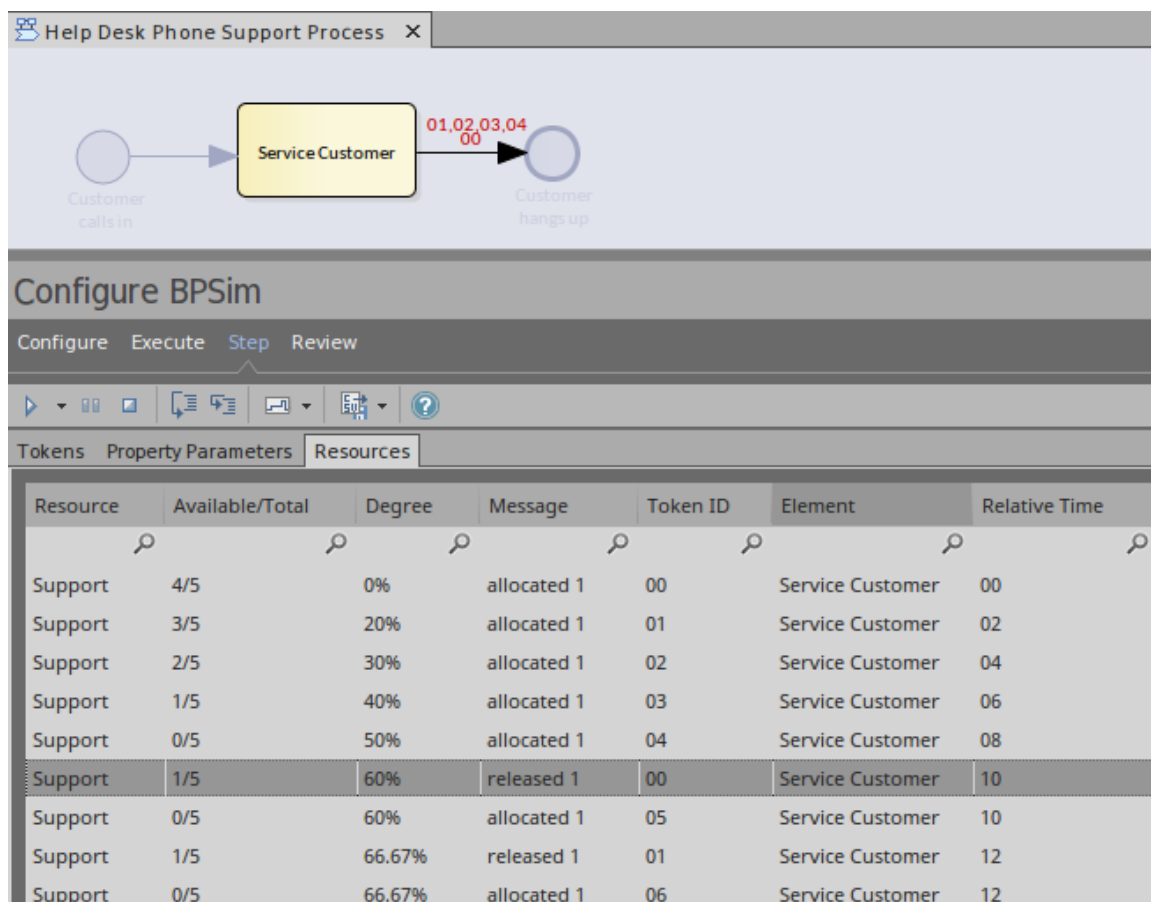 Help Desk Phone Support Process
01,02,03,04
00
Service Customer
Customer
calls in
Customer
hangs up
Configure BPSim
Configure Execute Step Review
Tokens Property Parameters Resources
Resource Available/Total Degree Message Token ID Element Relative Time
Support 4/5 0% allocated 1 00 Service Customer 00
Support 3/5 20% allocated 1 01 Service Customer 02
Support 2/5 30% allocated 1 02 Service Customer 04
Support 1/5 40% allocated 1 03 Service Customer 06
Support 0/5 50% allocated 1 04 Service Customer 08
Support 1/5 60% released 1 00 Service Customer 10
Support 0/5 60% allocated 1 05 Service Customer 10
Support 1/5 66.67% released 1 01 Service Customer 12
Support 0/5 66.67% allocated 1 06 Service Customer 12